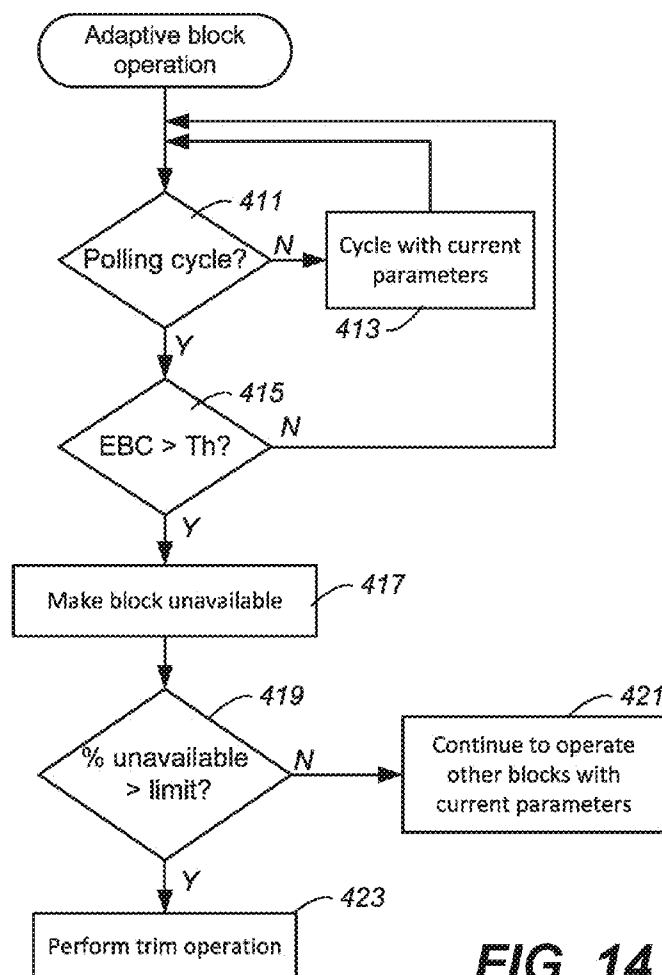 Adaptive block
operation
411
Polling cycle?
N
Cycle with current
parameters
413
Y
415
EBC > Th?
N
Y
Make block unavailable
417
419
% unavailable
> limit?
N
421
Continue to operate
other blocks with
current parameters
Y
423
Perform trim operation
FIG. 14